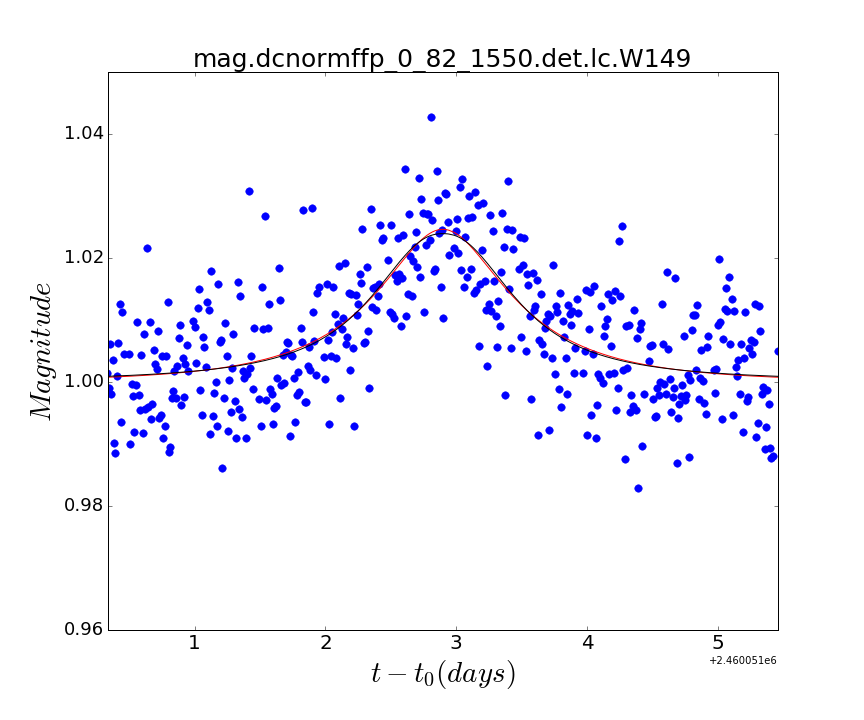 mag.dcnormffp_0_82_1550.det.lc.W149
Magnitude
1.04
1.02
1.00
0.98
0.96
1 2 3 4 5
+2.460051e6
t − t₀(days)